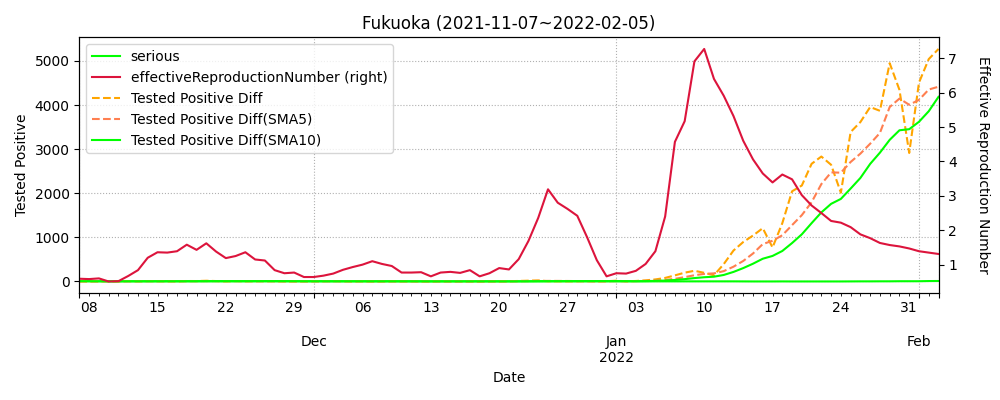 Fukuoka (2021-11-07~2022-02-05)
serious
effectiveReproductionNumber (right)
Tested Positive Diff
Tested Positive Diff(SMA5)
Tested Positive Diff(SMA10)
Tested Positive
5000
4000
3000
2000
1000
0
7
6
5
4
3
2
1
Effective Reproduction Number
08 15 22 29 06 13 20 27 03 10 17 24 31
Dec Jan Feb
2022
Date